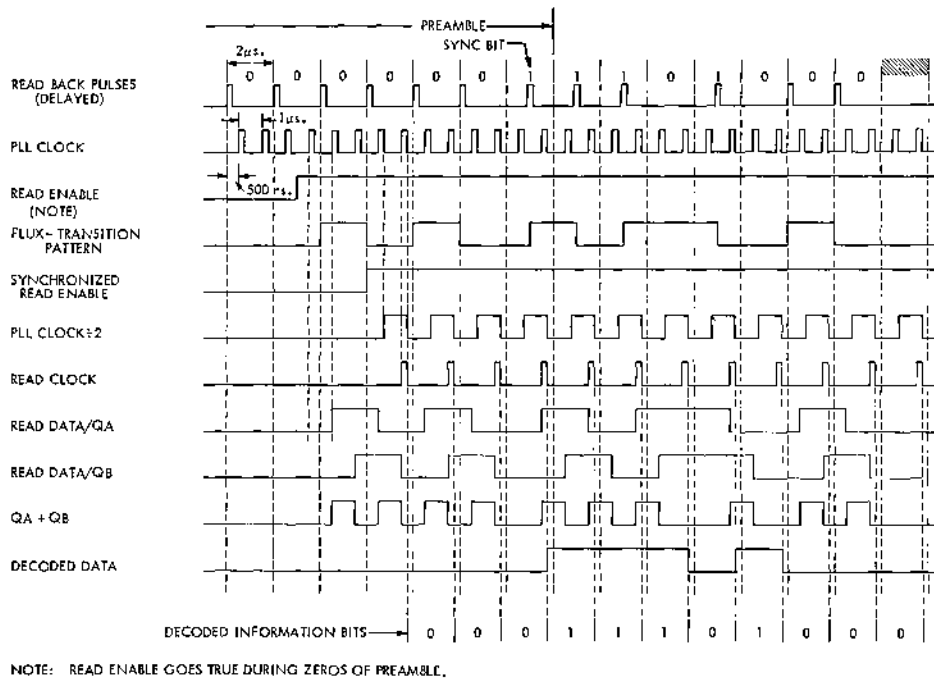 PREAMBLE
SYNC BIT
2μs.
0 0 0 0 0 0 1 1 1 0 1 0 0 0
READ BACK PULSES
(DELAYED)
1μs.
PLL CLOCK
500 ns.
READ ENABLE
(NOTE)
FLUX-TRANSITION
PATTERN
SYNCHRONIZED
READ ENABLE
PLL CLOCK÷2
READ CLOCK
READ DATA/QA
READ DATA/QB
QA + QB
DECODED DATA
DECODED INFORMATION BITS 0 0 0 1 1 1 0 1 0 0 0
NOTE: READ ENABLE GOES TRUE DURING ZEROS OF PREAMBLE.